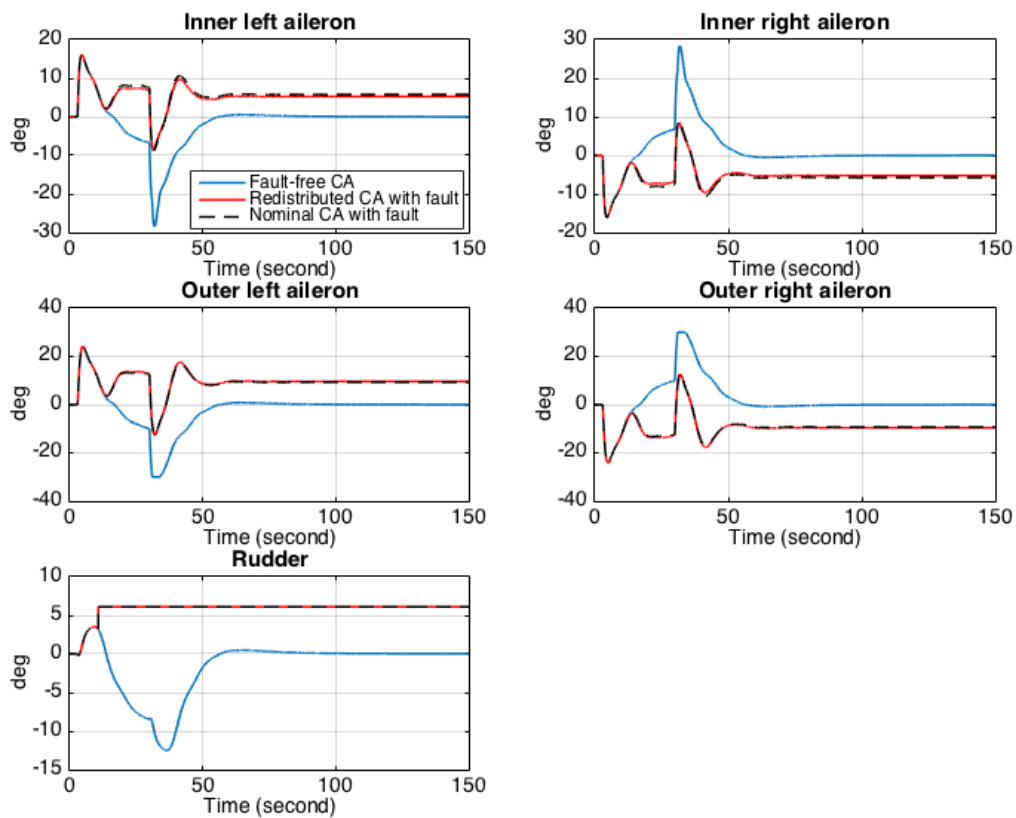 Inner left aileron
20
10
0
-10
-20
-30
deg
Fault-free CA
Redistributed CA with fault
Nominal CA with fault
0 50 100 150
Time (second)
Inner right aileron
30
20
10
0
-10
-20
deg
0 50 100 150
Time (second)
Outer left aileron
40
20
0
-20
-40
deg
0 50 100 150
Time (second)
Outer right aileron
40
20
0
-20
-40
deg
0 50 100 150
Time (second)
Rudder
10
5
0
-5
-10
-15
deg
0 50 100 150
Time (second)